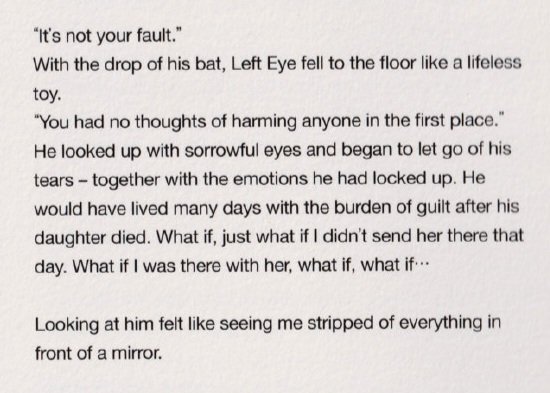 “It's not your fault.”
With the drop of his bat, Left Eye fell to the floor like a lifeless
toy.
“You had no thoughts of harming anyone in the first place.”
He looked up with sorrowful eyes and began to let go of his
tears – together with the emotions he had locked up. He
would have lived many days with the burden of guilt after his
daughter died. What if, just what if I didn't send her there that
day. What if I was there with her, what if, what if⋯
Looking at him felt like seeing me stripped of everything in
front of a mirror.